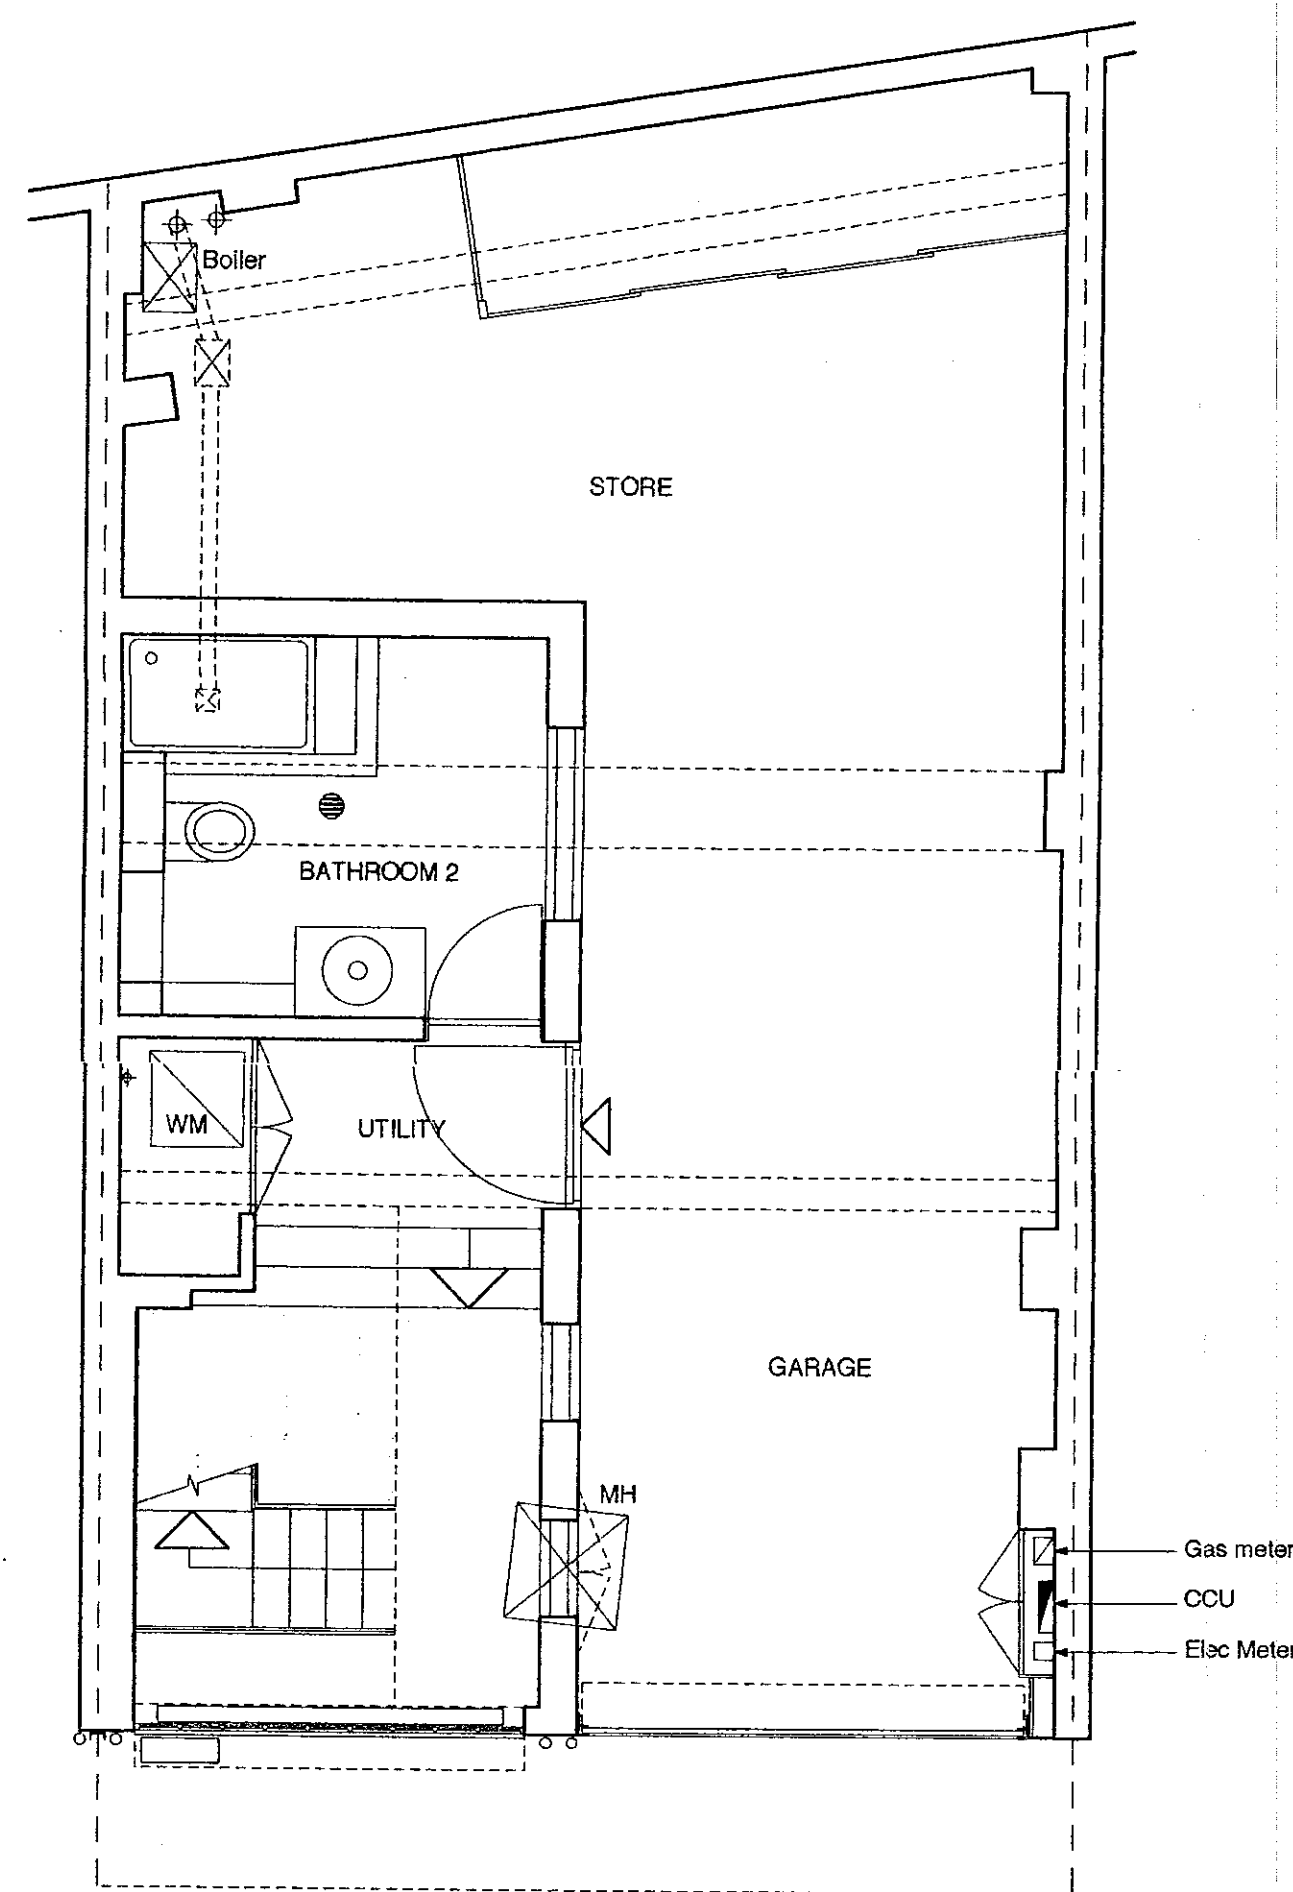 Boiler
STORE
BATHROOM 2
WM
UTILITY
GARAGE
MH
Gas meter
CCU
Elec Meter